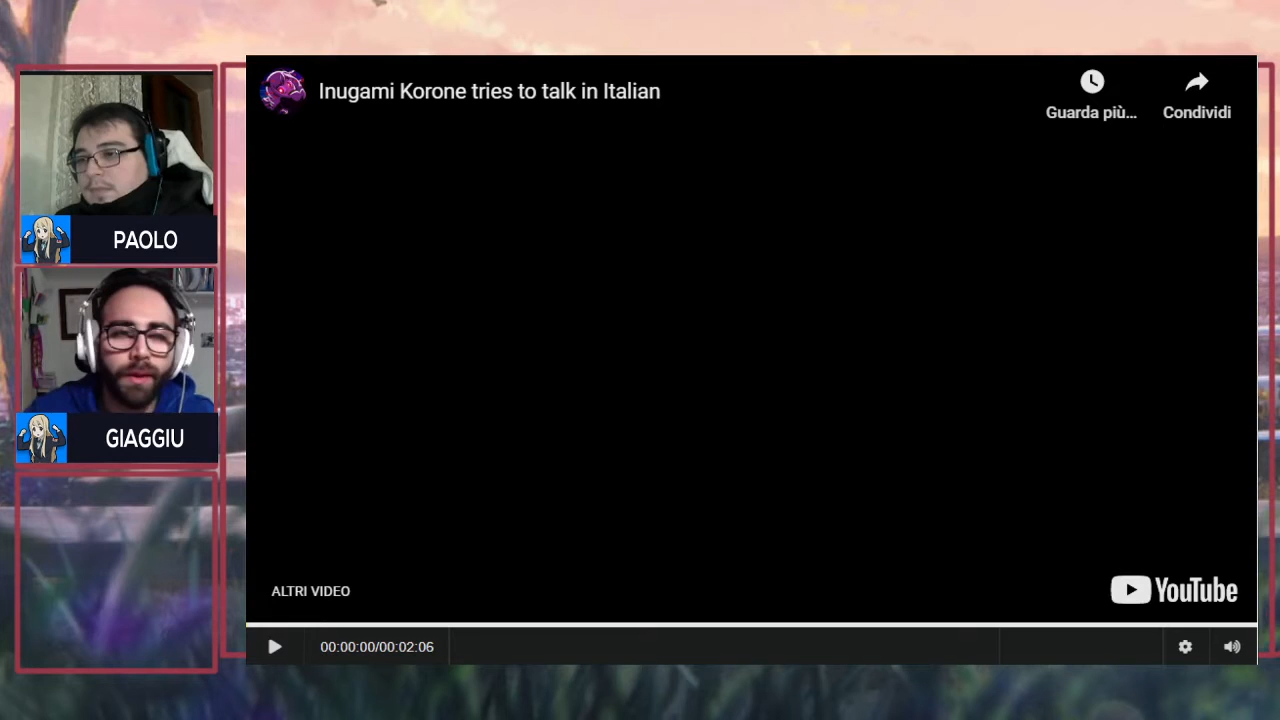 Inugami Korone tries to talk in Italian
Guarda più...
Condividi
PAOLO
GIAGGIU
ALTRI VIDEO
YouTube
00:00:00/00:02:06